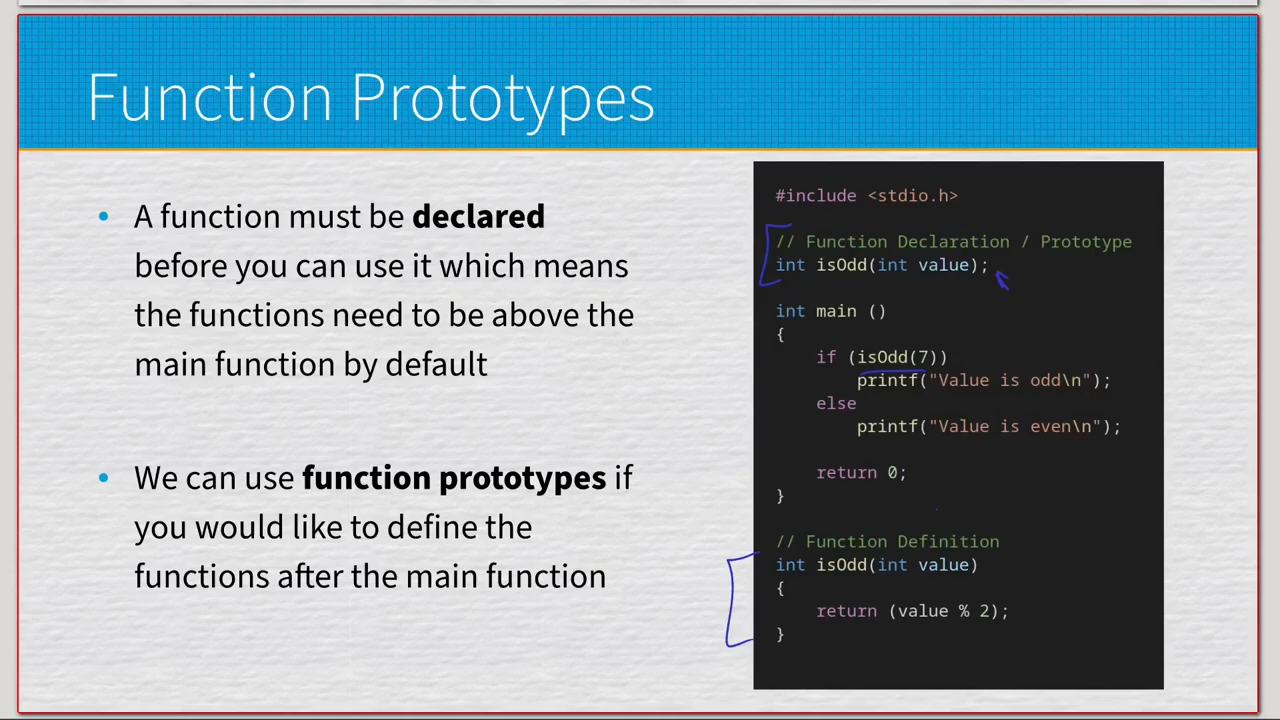 Function Prototypes
• A function must be declared
before you can use it which means
the functions need to be above the
main function by default
• We can use function prototypes if
you would like to define the
functions after the main function
#include <stdio.h>
// Function Declaration / Prototype
int isOdd(int value);
int main ()
{
    if (isOdd(7))
        printf("Value is odd\n");
    else
        printf("Value is even\n");
    return 0;
}
// Function Definition
int isOdd(int value)
{
    return (value % 2);
}